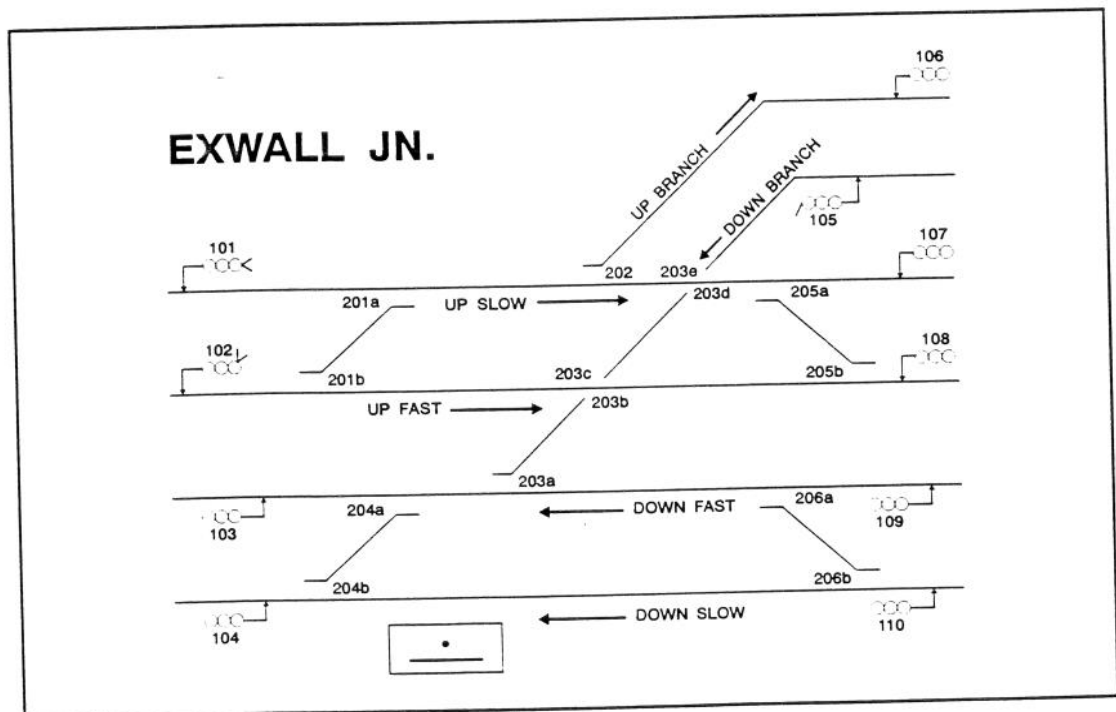 106
EXWALL JN.
UP BRANCH
DOWN BRANCH
105
101
107
202
203e
201a
UP SLOW
203d
205a
102
108
201b
203c
205b
UP FAST
203b
203a
204a
DOWN FAST
206a
109
103
204b
206b
DOWN SLOW
104
110